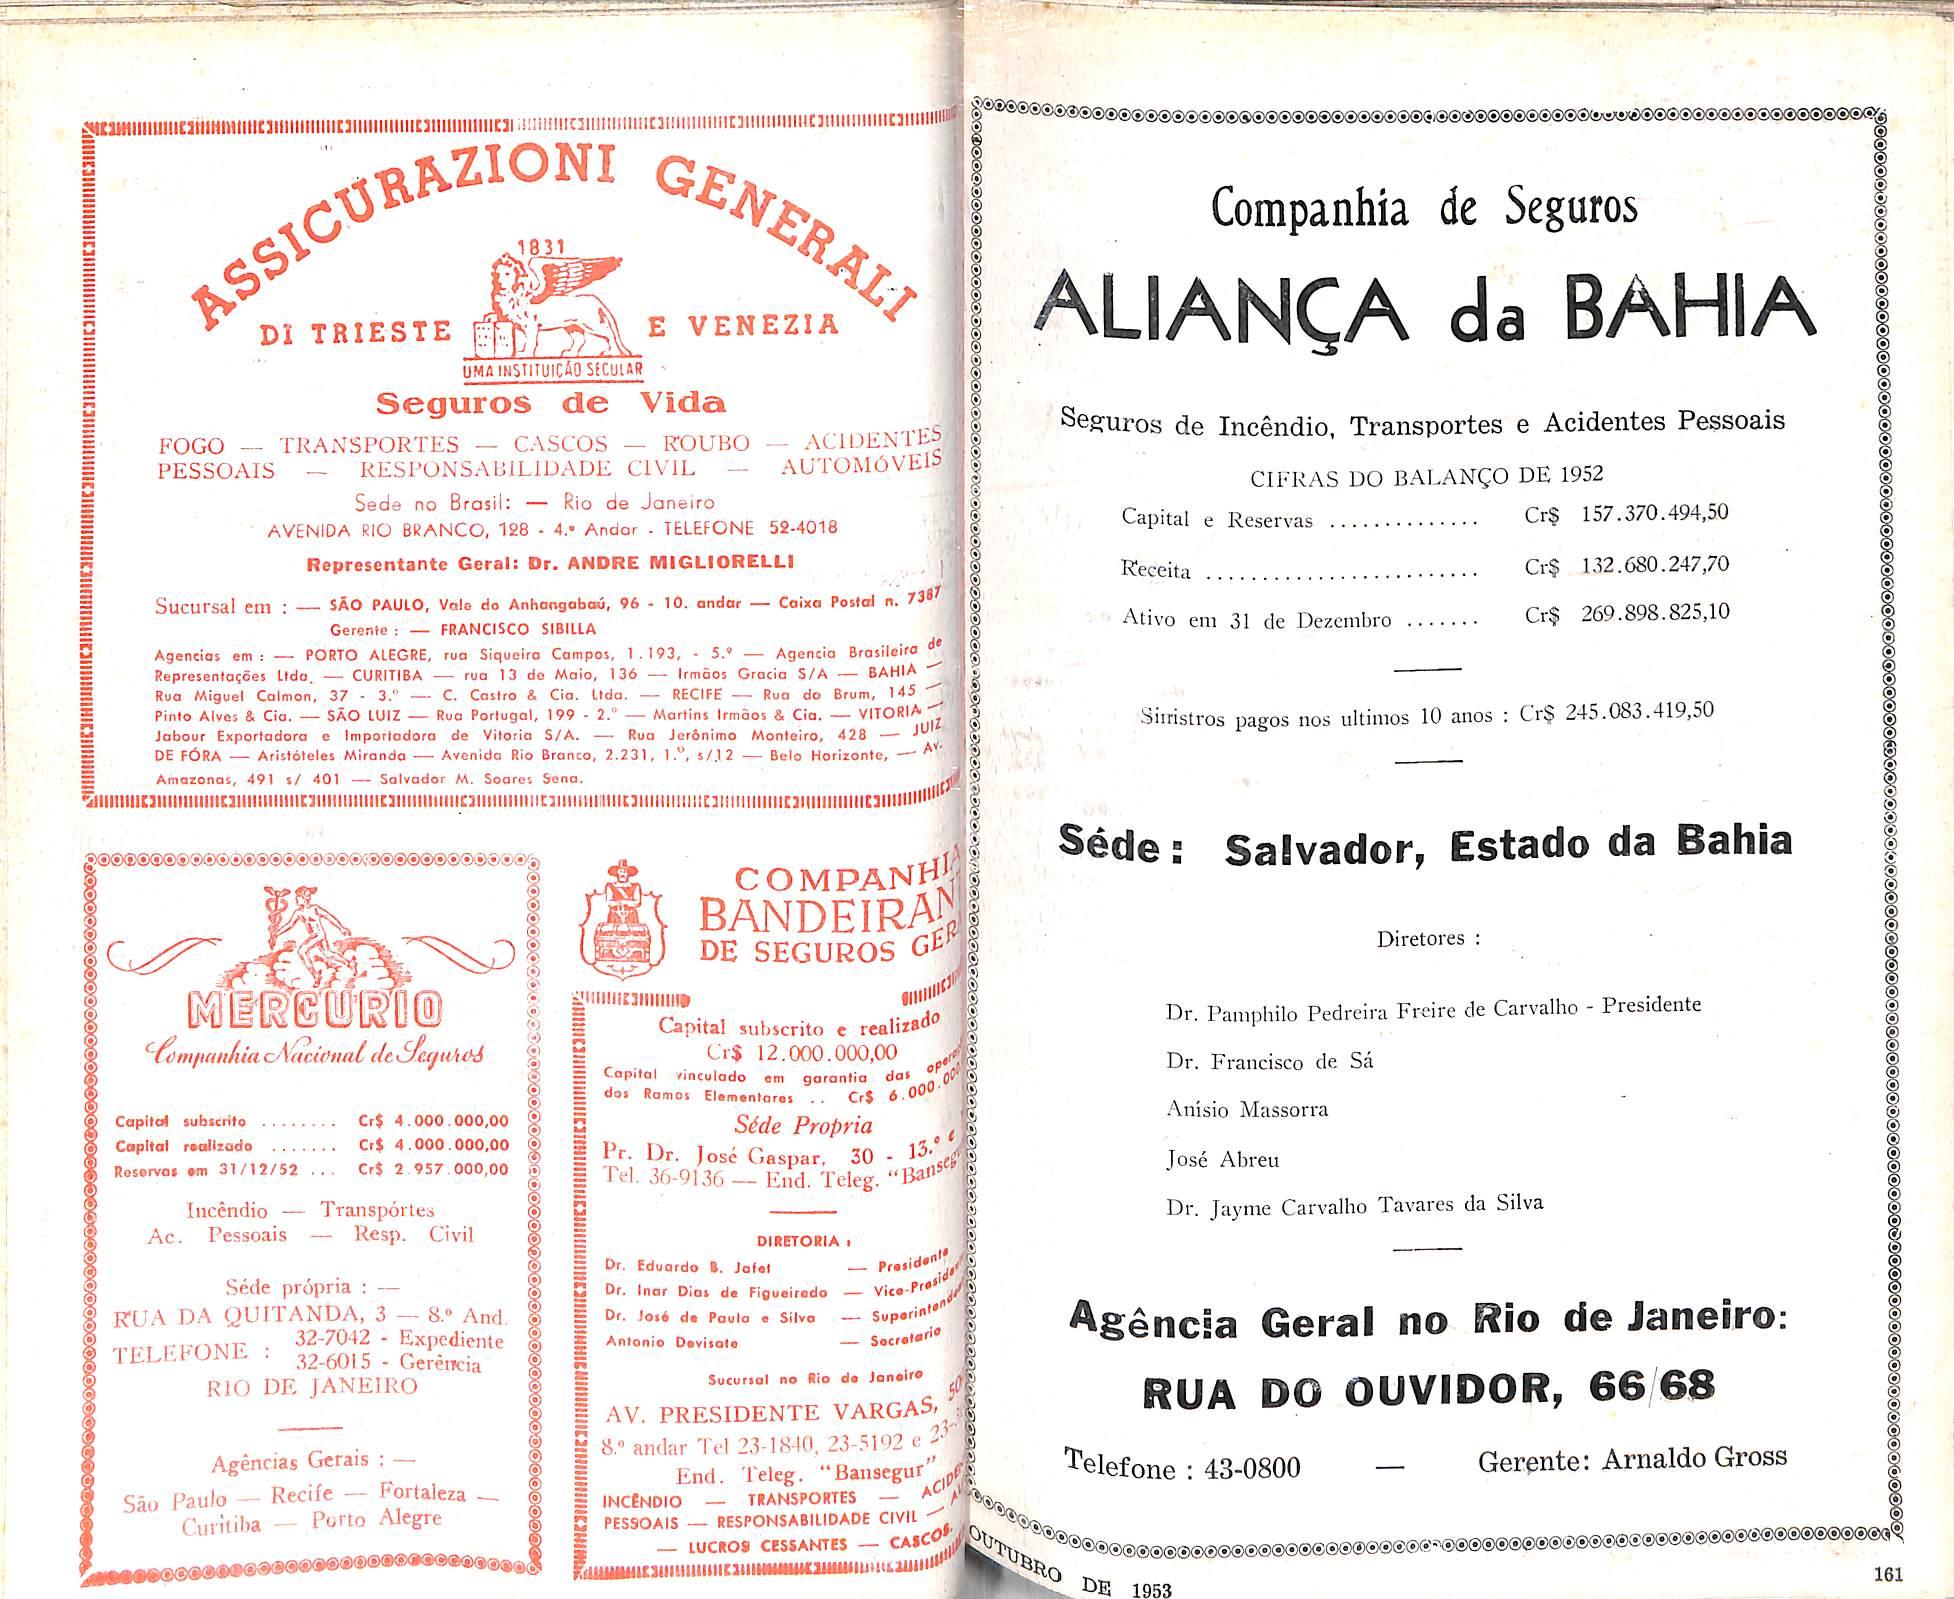 ASSICURAZIONI GENERALI
1831
DI TRIESTE E VENEZIA
UMA INSTITUIÇÃO SECULAR
Seguros de Vida
FOGO — TRANSPORTES — CASCOS — ROUBO — ACIDENTES
PESSOAIS — RESPONSABILIDADE CIVIL — AUTOMÓVEIS
Sede no Brasil: — Rio de Janeiro
AVENIDA RIO BRANCO, 128 - 4.º Andar - TELEFONE 52-4018
Representante Geral: Dr. ANDRE MIGLIORELLI
Sucursal em : — SÃO PAULO, Vale do Anhangabaú, 96 - 10. andar — Caixa Postal n. 7387
Gerente : — FRANCISCO SIBILLA
Agencias em : — PORTO ALEGRE, rua Siqueira Campos, 1.193, - 5.º — Agencia Brasileira de
Representações Ltda. — CURITIBA — rua 13 de Maio, 136 — Irmãos Gracia S/A — BAHIA —
Rua Miguel Calmon, 37 - 3.º — C. Castro & Cia. Ltda. — RECIFE — Rua do Brum, 145 —
Pinto Alves & Cia. — SÃO LUIZ — Rua Portugal, 199 - 2.º — Martins Irmãos & Cia. — VITORIA —
Jabour Exportadora e Importadora de Vitoria S/A. — Rua Jerônimo Monteiro, 428 — JUIZ
DE FÓRA — Aristóteles Miranda — Avenida Rio Branco, 2.231, 1.º, s/12 — Belo Horizonte, — Av.
Amazonas, 491 s/ 401 — Salvador M. Soares Sena.
MERCURIO
Companhia Nacional de Seguros
Capital subscrito ........ Cr$ 4.000.000,00
Capital realizado ....... Cr$ 4.000.000,00
Reservas em 31/12/52 ... Cr$ 2.957.000,00
Incêndio — Transpórtes
Ac. Pessoais — Resp. Civil
Séde própria : —
RUA DA QUITANDA, 3 — 8.º And.
TELEFONE : 32-7042 - Expediente
32-6015 - Gerência
RIO DE JANEIRO
Agências Gerais : —
São Paulo — Recife — Fortaleza —
Curitiba — Porto Alegre
COMPANHIA
BANDEIRAN
DE SEGUROS GER
Capital subscrito e realizado
Cr$ 12.000.000,00
Capital vinculado em garantia das
dos Ramos Elementares .. Cr$ 6.000.000
Séde Propria
Pr. Dr. José Gaspar, 30 - 13.º e
Tel. 36-9136 — End. Teleg. "Bansegu
DIRETORIA :
Dr. Eduardo B. Jafet — Presidente
Dr. Inar Dias de Figueiredo — Vice-Presiden
Dr. José de Paula e Silva — Superintenden
Antonio Devisate — Secretario
Sucursal no Rio de Janeiro
AV. PRESIDENTE VARGAS,
8.º andar Tel 23-1840, 23-5192 e
End. Teleg. "Bansegur"
INCÊNDIO — TRANSPORTES — ACIDE
PESSOAIS — RESPONSABILIDADE CIVIL —
— LUCROS CESSANTES — CASCOS.
Companhia de Seguros
ALIANÇA da BAHIA
Seguros de Incêndio, Transportes e Acidentes Pessoais
CIFRAS DO BALANÇO DE 1952
Capital e Reservas .............. Cr$ 157.370.494,50
Receita ......................... Cr$ 132.680.247,70
Ativo em 31 de Dezembro ....... Cr$ 269.898.825,10
Sinistros pagos nos ultimos 10 anos : Cr$ 245.083.419,50
Séde : Salvador, Estado da Bahia
Diretores :
Dr. Pamphilo Pedreira Freire de Carvalho - Presidente
Dr. Francisco de Sá
Anísio Massorra
José Abreu
Dr. Jayme Carvalho Tavares da Silva
Agência Geral no Rio de Janeiro:
RUA DO OUVIDOR, 66/68
Telefone : 43-0800 — Gerente: Arnaldo Gross
OUTUBRO DE 1953
161